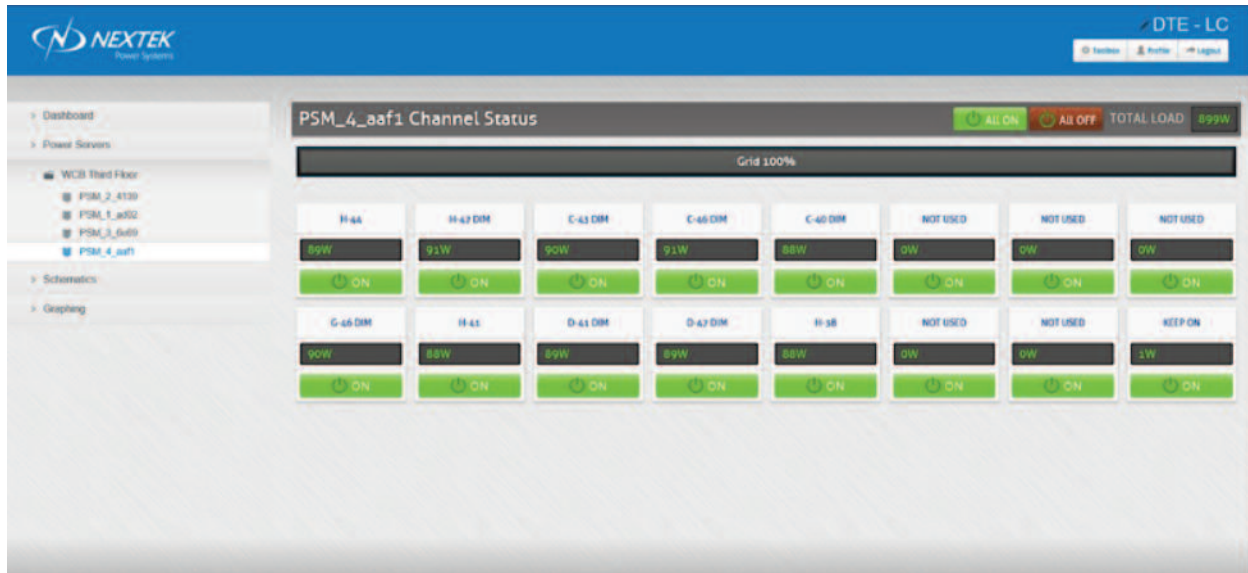 NEXTEK
Power Systems
DTE - LC
Toolbox Profile Logout
Dashboard
Power Servers
WCB Third Floor
PSM_2_4139
PSM_1_ad02
PSM_4_aaf1
Schematics
Graphing
PSM_4_aaf1 Channel Status
All ON All OFF TOTAL LOAD 899W
Grid 100%
H-44 H-42 DIM C-43 DIM C-46 DIM C-40 DIM NOT USED NOT USED NOT USED
89W 91W 90W 91W 88W 0W 0W 0W
ON ON ON ON ON ON ON ON
G-46 DIM H-41 D-41 DIM D-47 DIM H-38 NOT USED NOT USED KEEP ON
90W 88W 89W 89W 88W 0W 0W 1W
ON ON ON ON ON ON ON ON